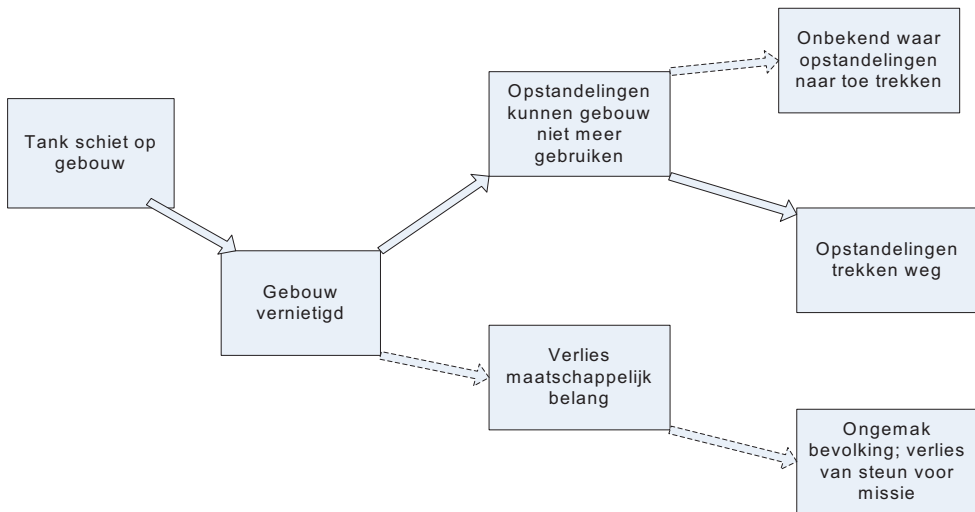 Tank schiet op
gebouw
Gebouw
vernietigd
Opstandelingen
kunnen gebouw
niet meer
gebruiken
Verlies
maatschappelijk
belang
Onbekend waar
opstandelingen
naar toe trekken
Opstandelingen
trekken weg
Ongemak
bevolking; verlies
van steun voor
missie